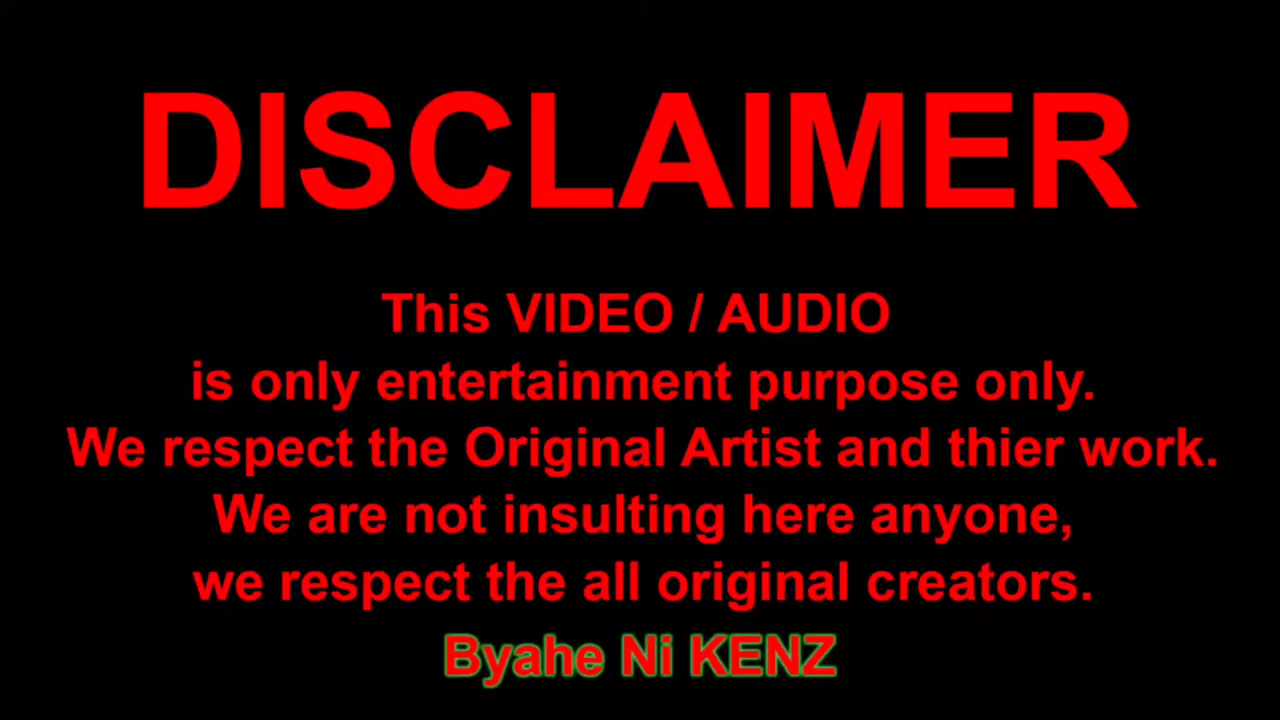 DISCLAIMER
This VIDEO / AUDIO
is only entertainment purpose only.
We respect the Original Artist and thier work.
We are not insulting here anyone,
we respect the all original creators.
Byahe Ni KENZ